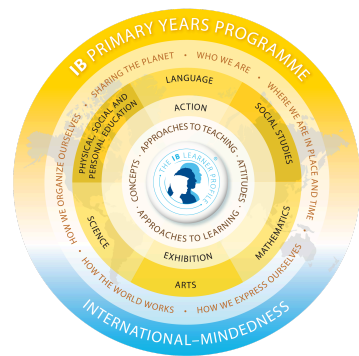 IB PRIMARY YEARS PROGRAMME
SHARING THE PLANET • WHO WE ARE • WHERE WE ARE IN PLACE AND TIME • HOW WE EXPRESS OURSELVES • HOW THE WORLD WORKS • HOW WE ORGANIZE OURSELVES •
LANGUAGE
SOCIAL STUDIES
MATHEMATICS
ARTS
SCIENCE
PHYSICAL, SOCIAL AND
PERSONAL EDUCATION
ACTION
APPROACHES TO TEACHING · ATTITUDES · APPROACHES TO LEARNING · CONCEPTS ·
THE IB LEARNER PROFILE
®
EXHIBITION
INTERNATIONAL–MINDEDNESS